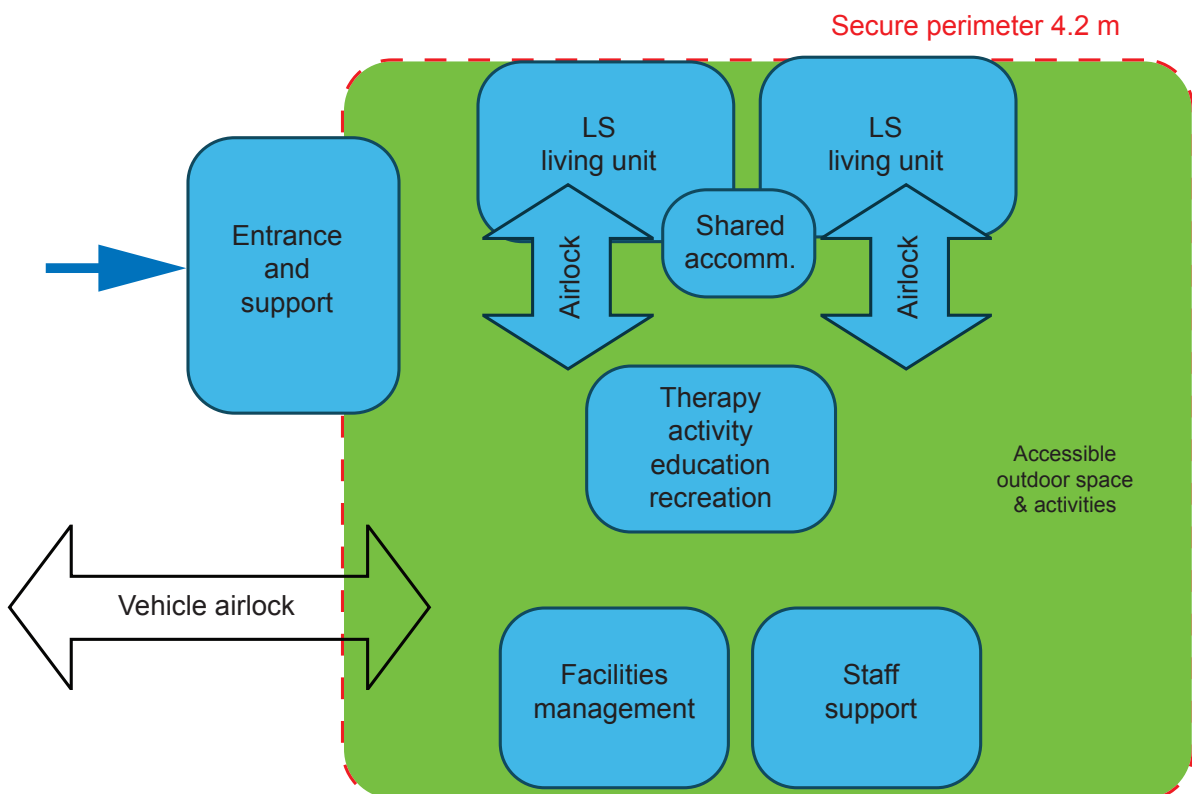 Secure perimeter 4.2 m
LS
living unit
LS
living unit
Entrance
and
support
Shared
accomm.
Airlock
Airlock
Therapy
activity
education
recreation
Accessible
outdoor space
& activities
Vehicle airlock
Facilities
management
Staff
support